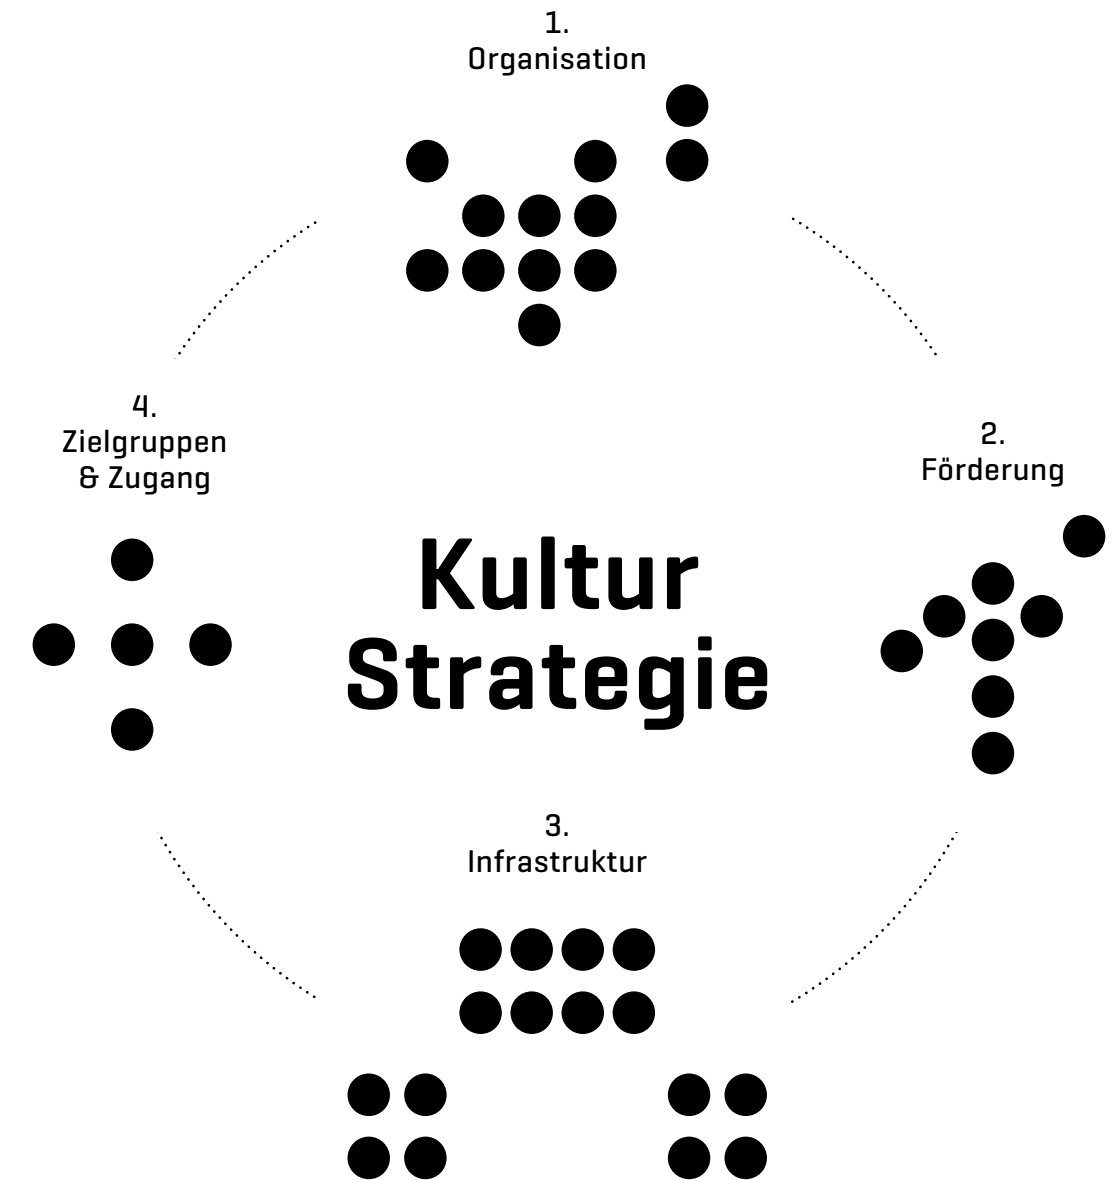 1.
Organisation
2.
Förderung
3.
Infrastruktur
4.
Zielgruppen
& Zugang
Kultur
Strategie